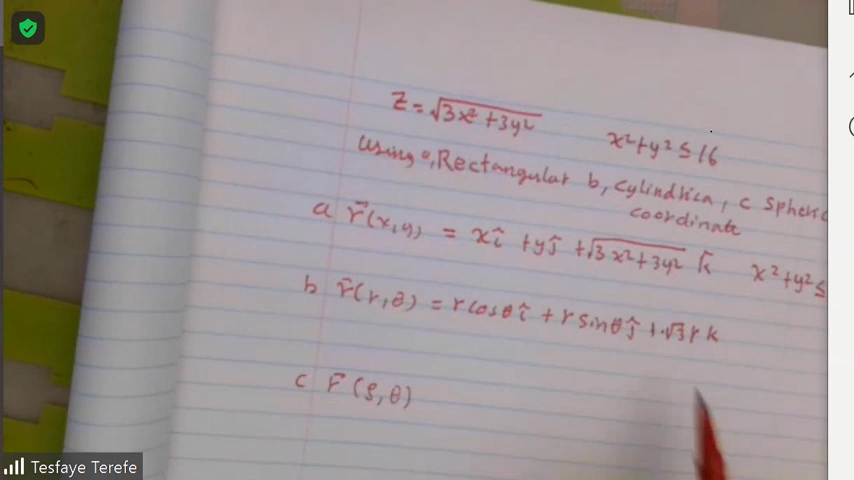 z = √3x² + 3y² x² + y² ≤ 16
using a, Rectangular b, cylindrica, c spheric
coordinate
a r⃗(x,y) = xî + yĵ + √3x²+3y² k̂ x²+y² ≤
b r⃗(r,θ) = r cosθ î + r sinθ ĵ + √3 r k
c r⃗(ρ,θ)
Tesfaye Terefe